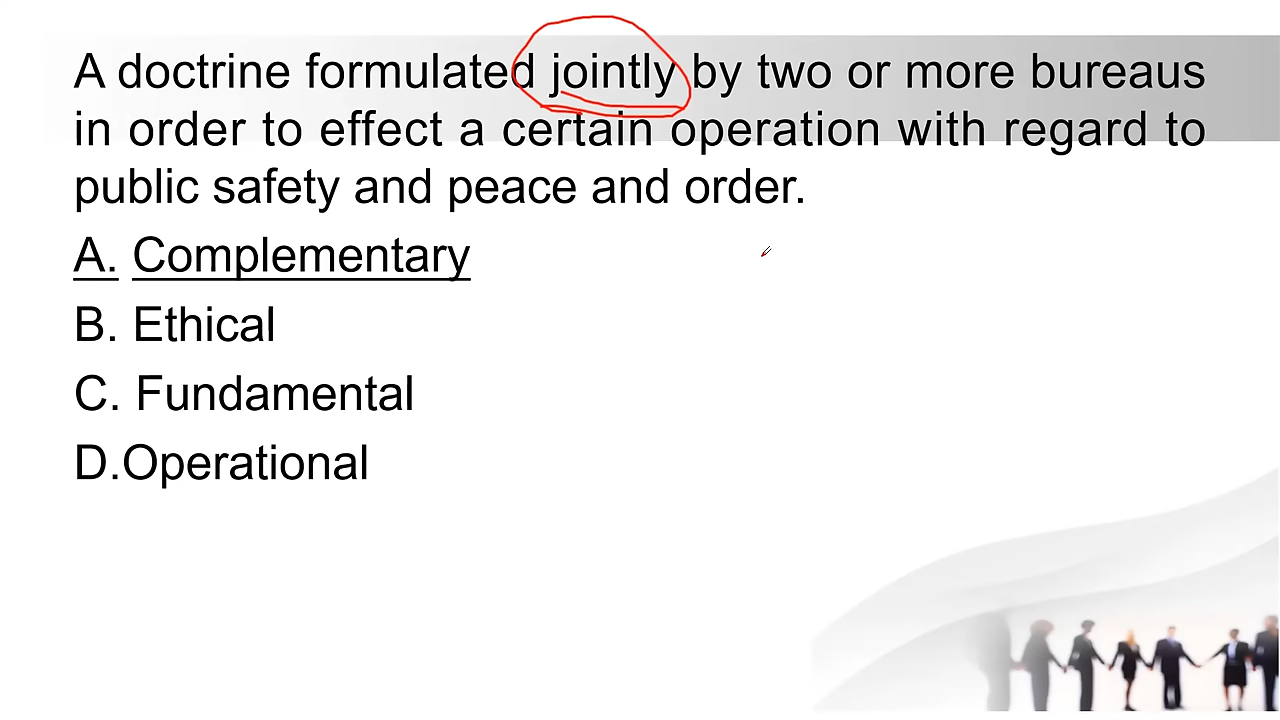 A doctrine formulated jointly by two or more bureaus
in order to effect a certain operation with regard to
public safety and peace and order.
A. Complementary
B. Ethical
C. Fundamental
D.Operational